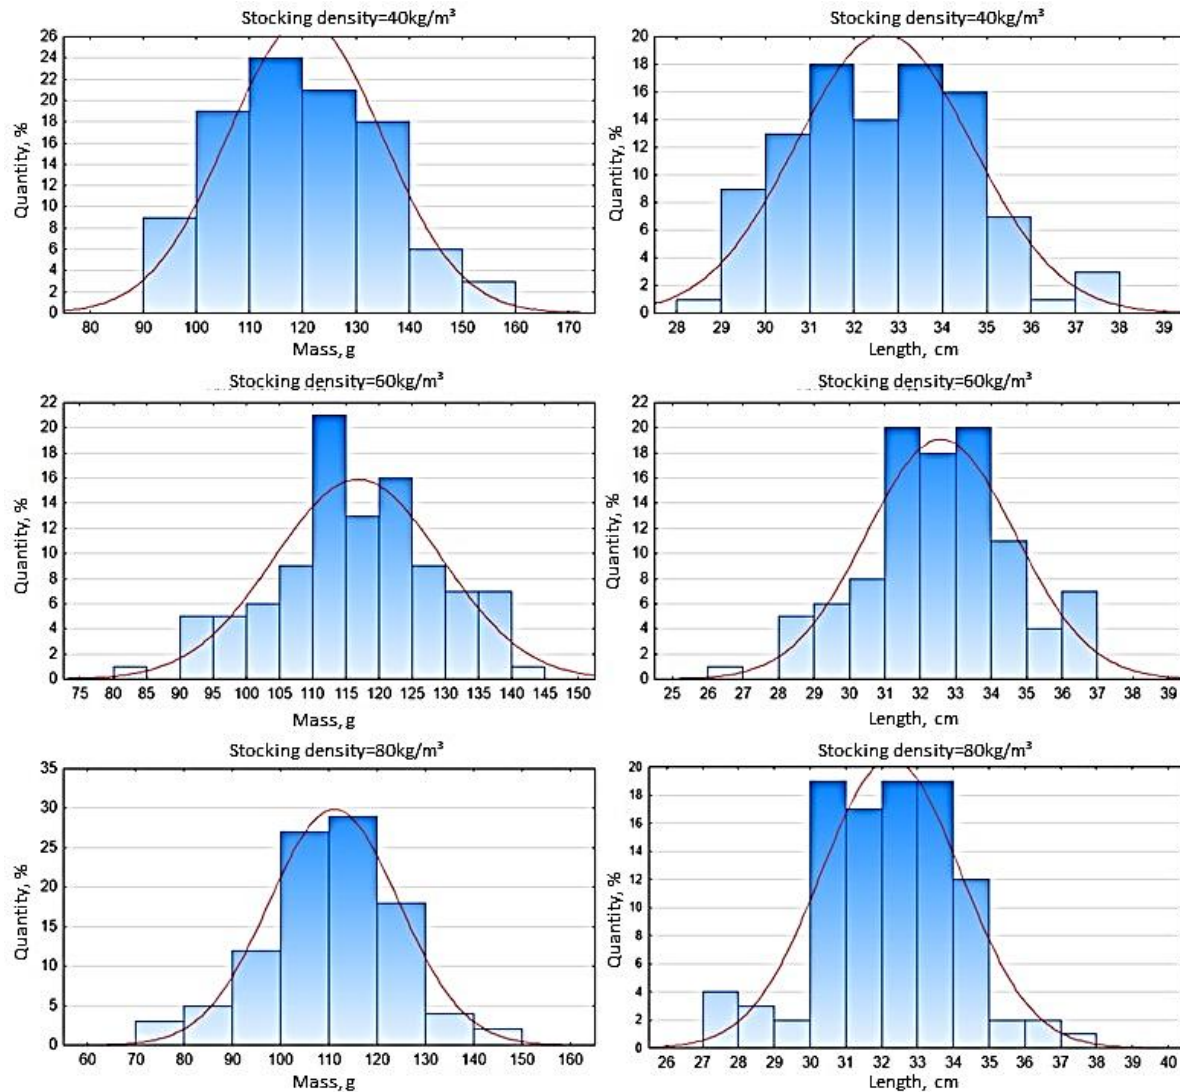 Stocking density=40kg/m³
Quantity, %
26
24
22
20
18
16
14
12
10
8
6
4
2
0
80 90 100 110 120 130 140 150 160 170
Mass, g
Stocking density=40kg/m³
Quantity, %
20
18
16
14
12
10
8
6
4
2
0
28 29 30 31 32 33 34 35 36 37 38 39
Length, cm
Stocking density=60kg/m³
Quantity, %
22
20
18
16
14
12
10
8
6
4
2
0
75 80 85 90 95 100 105 110 115 120 125 130 135 140 145 150
Mass, g
Stocking density=60kg/m³
Quantity, %
22
20
18
16
14
12
10
8
6
4
2
0
25 26 27 28 29 30 31 32 33 34 35 36 37 38 39
Length, cm
Stocking density=80kg/m³
Quantity, %
35
30
25
20
15
10
5
0
60 70 80 90 100 110 120 130 140 150 160
Mass, g
Stocking density=80kg/m³
Quantity, %
20
18
16
14
12
10
8
6
4
2
0
26 27 28 29 30 31 32 33 34 35 36 37 38 39 40
Length, cm